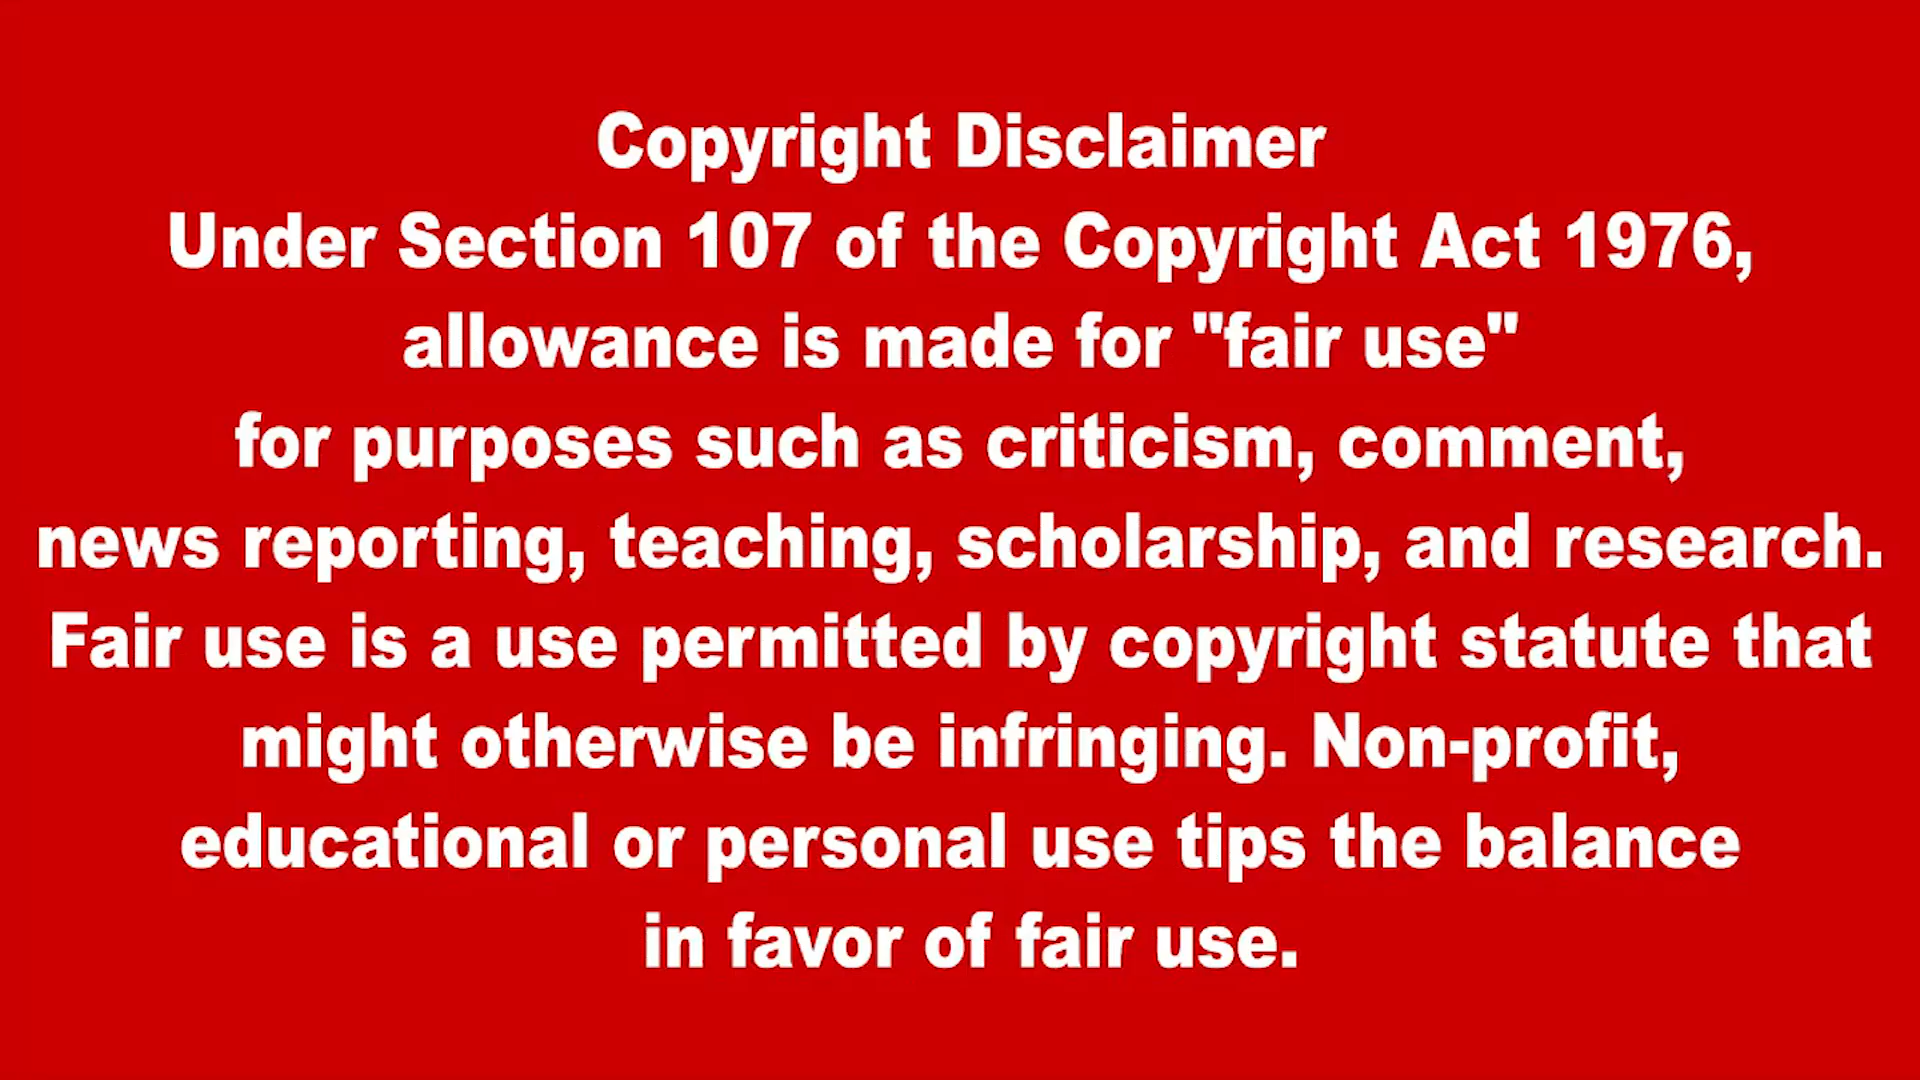 Copyright Disclaimer
Under Section 107 of the Copyright Act 1976,
allowance is made for "fair use"
for purposes such as criticism, comment,
news reporting, teaching, scholarship, and research.
Fair use is a use permitted by copyright statute that
might otherwise be infringing. Non-profit,
educational or personal use tips the balance
in favor of fair use.